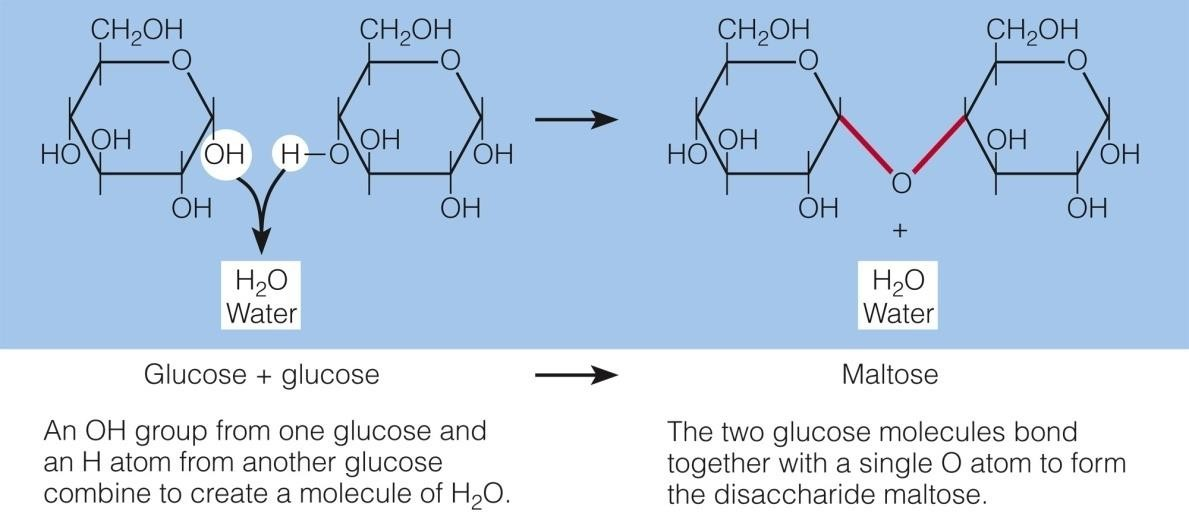 CH₂OH CH₂OH CH₂OH CH₂OH
O O O O
HO OH OH H–O OH OH HO OH OH OH
OH OH O OH OH
+
H₂O H₂O
Water Water
Glucose + glucose Maltose
An OH group from one glucose and
an H atom from another glucose
combine to create a molecule of H₂O.
The two glucose molecules bond
together with a single O atom to form
the disaccharide maltose.